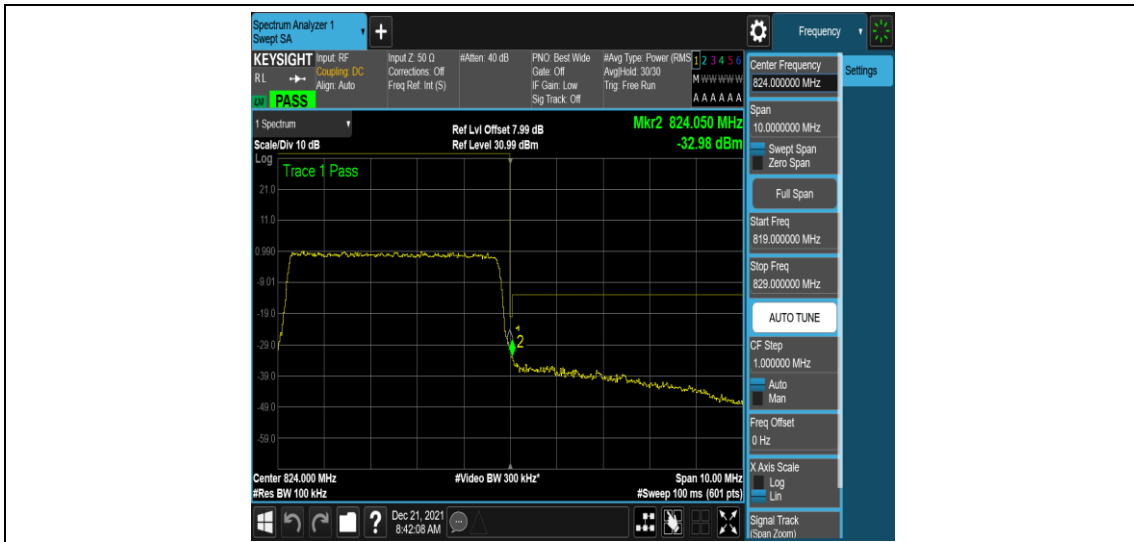 Spectrum Analyzer 1
Swept SA
+
Frequency
KEYSIGHT
RL
PASS
Input: RF
Coupling: DC
Align: Auto
Input Z: 50 Ω
Corrections: Off
Freq Ref: Int (S)
#Atten: 40 dB
PNO: Best Wide
Gate: Off
IF Gain: Low
Sig Track: Off
#Avg Type: Power (RMS
Avg|Hold: 30/30
Trig: Free Run
1 2 3 4 5 6
M W W W W W
A A A A A A
1 Spectrum
Scale/Div 10 dB
Ref Lvl Offset 7.99 dB
Ref Level 30.99 dBm
Mkr2 824.050 MHz
-32.98 dBm
Log
Trace 1 Pass
21.0
11.0
0.990
-9.01
-19.0
-29.0
-39.0
-49.0
-59.0
1
2
Center 824.000 MHz
#Video BW 300 kHz*
Span 10.00 MHz
#Res BW 100 kHz
#Sweep 100 ms (601 pts)
Center Frequency
824.000000 MHz
Settings
Span
10.0000000 MHz
Swept Span
Zero Span
Full Span
Start Freq
819.000000 MHz
Stop Freq
829.000000 MHz
AUTO TUNE
CF Step
1.000000 MHz
Auto
Man
Freq Offset
0 Hz
X Axis Scale
Log
Lin
Signal Track
(Span Zoom)
?
Dec 21, 2021
8:42:08 AM